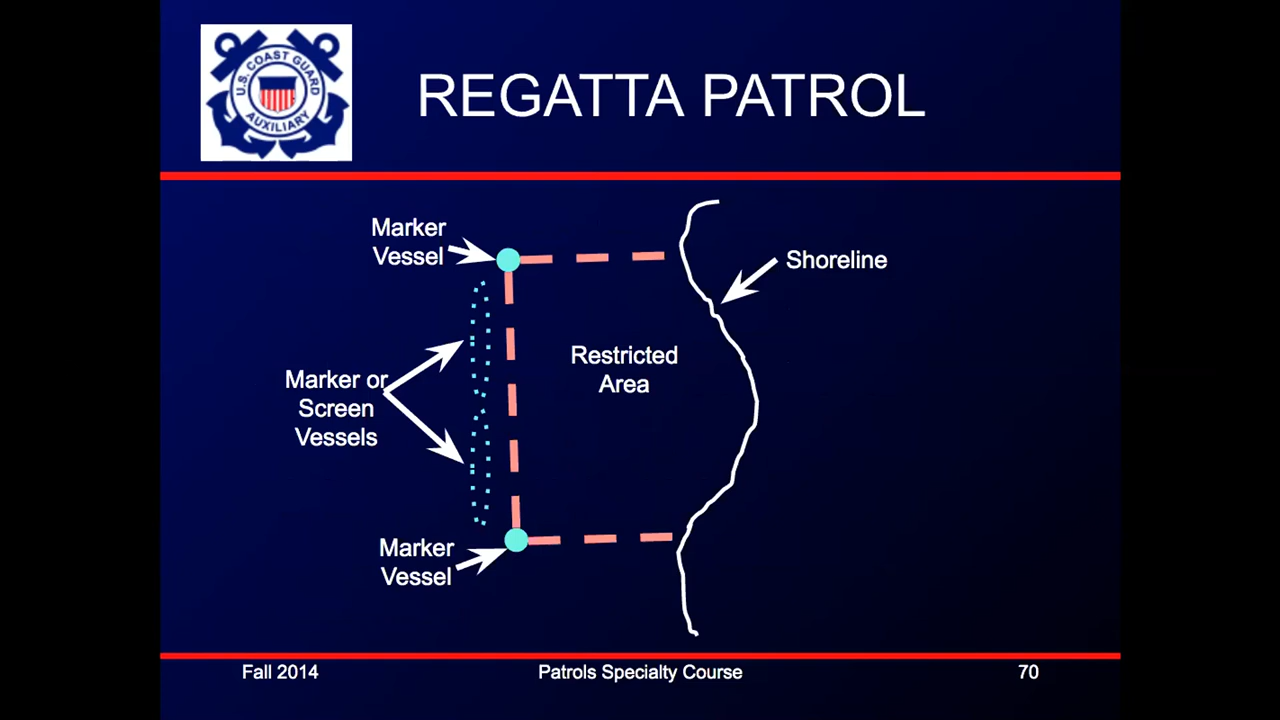 U.S. COAST GUARD
AUXILIARY
REGATTA PATROL
Marker
Vessel
Shoreline
Restricted
Area
Marker or
Screen
Vessels
Marker
Vessel
Fall 2014
Patrols Specialty Course
70